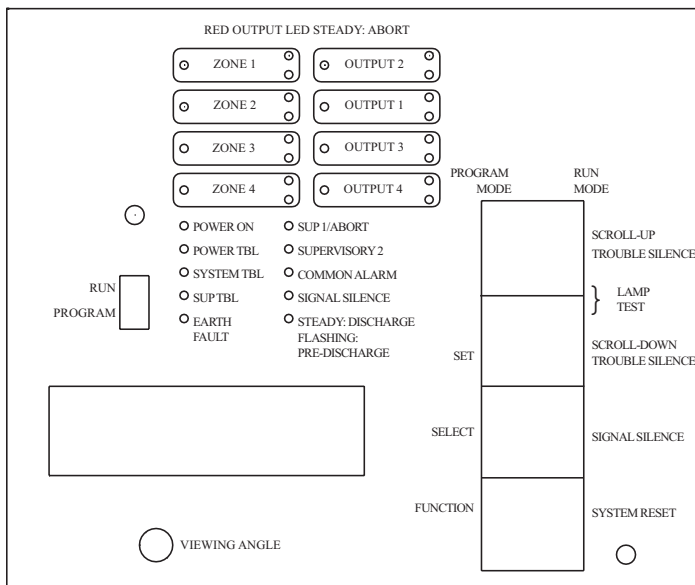 RED OUTPUT LED STEADY: ABORT
ZONE 1
OUTPUT 2
ZONE 2
OUTPUT 1
ZONE 3
OUTPUT 3
ZONE 4
OUTPUT 4
PROGRAM
MODE
RUN
MODE
POWER ON
SUP 1/ABORT
POWER TBL
SUPERVISORY 2
SYSTEM TBL
COMMON ALARM
SUP TBL
SIGNAL SILENCE
EARTH
FAULT
STEADY: DISCHARGE
FLASHING:
PRE-DISCHARGE
RUN
PROGRAM
SCROLL-UP
TROUBLE SILENCE
LAMP
TEST
SET
SCROLL-DOWN
TROUBLE SILENCE
SELECT
SIGNAL SILENCE
FUNCTION
SYSTEM RESET
VIEWING ANGLE